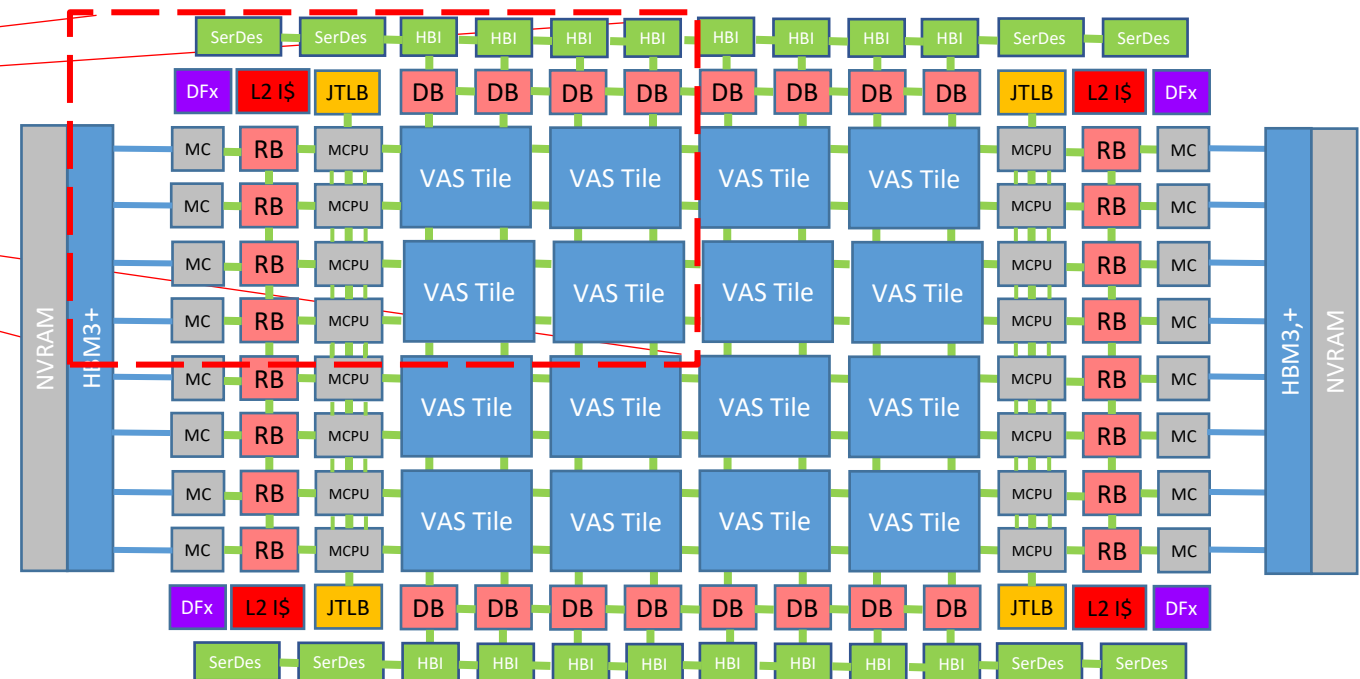 SerDes SerDes HBI HBI HBI HBI HBI HBI HBI HBI SerDes SerDes
DFx L2 I$ JTLB DB DB DB DB DB DB DB DB JTLB L2 I$ DFx
MC RB MCPU VAS Tile VAS Tile VAS Tile VAS Tile MCPU RB MC
MC RB MCPU MCPU RB MC
MC RB MCPU VAS Tile VAS Tile VAS Tile VAS Tile MCPU RB MC
MC RB MCPU MCPU RB MC
NVRAM HBM3+ HBM3,+ NVRAM
MC RB MCPU VAS Tile VAS Tile VAS Tile VAS Tile MCPU RB MC
MC RB MCPU MCPU RB MC
MC RB MCPU VAS Tile VAS Tile VAS Tile VAS Tile MCPU RB MC
MC RB MCPU MCPU RB MC
DFx L2 I$ JTLB DB DB DB DB DB DB DB DB JTLB L2 I$ DFx
SerDes SerDes HBI HBI HBI HBI HBI HBI HBI HBI SerDes SerDes